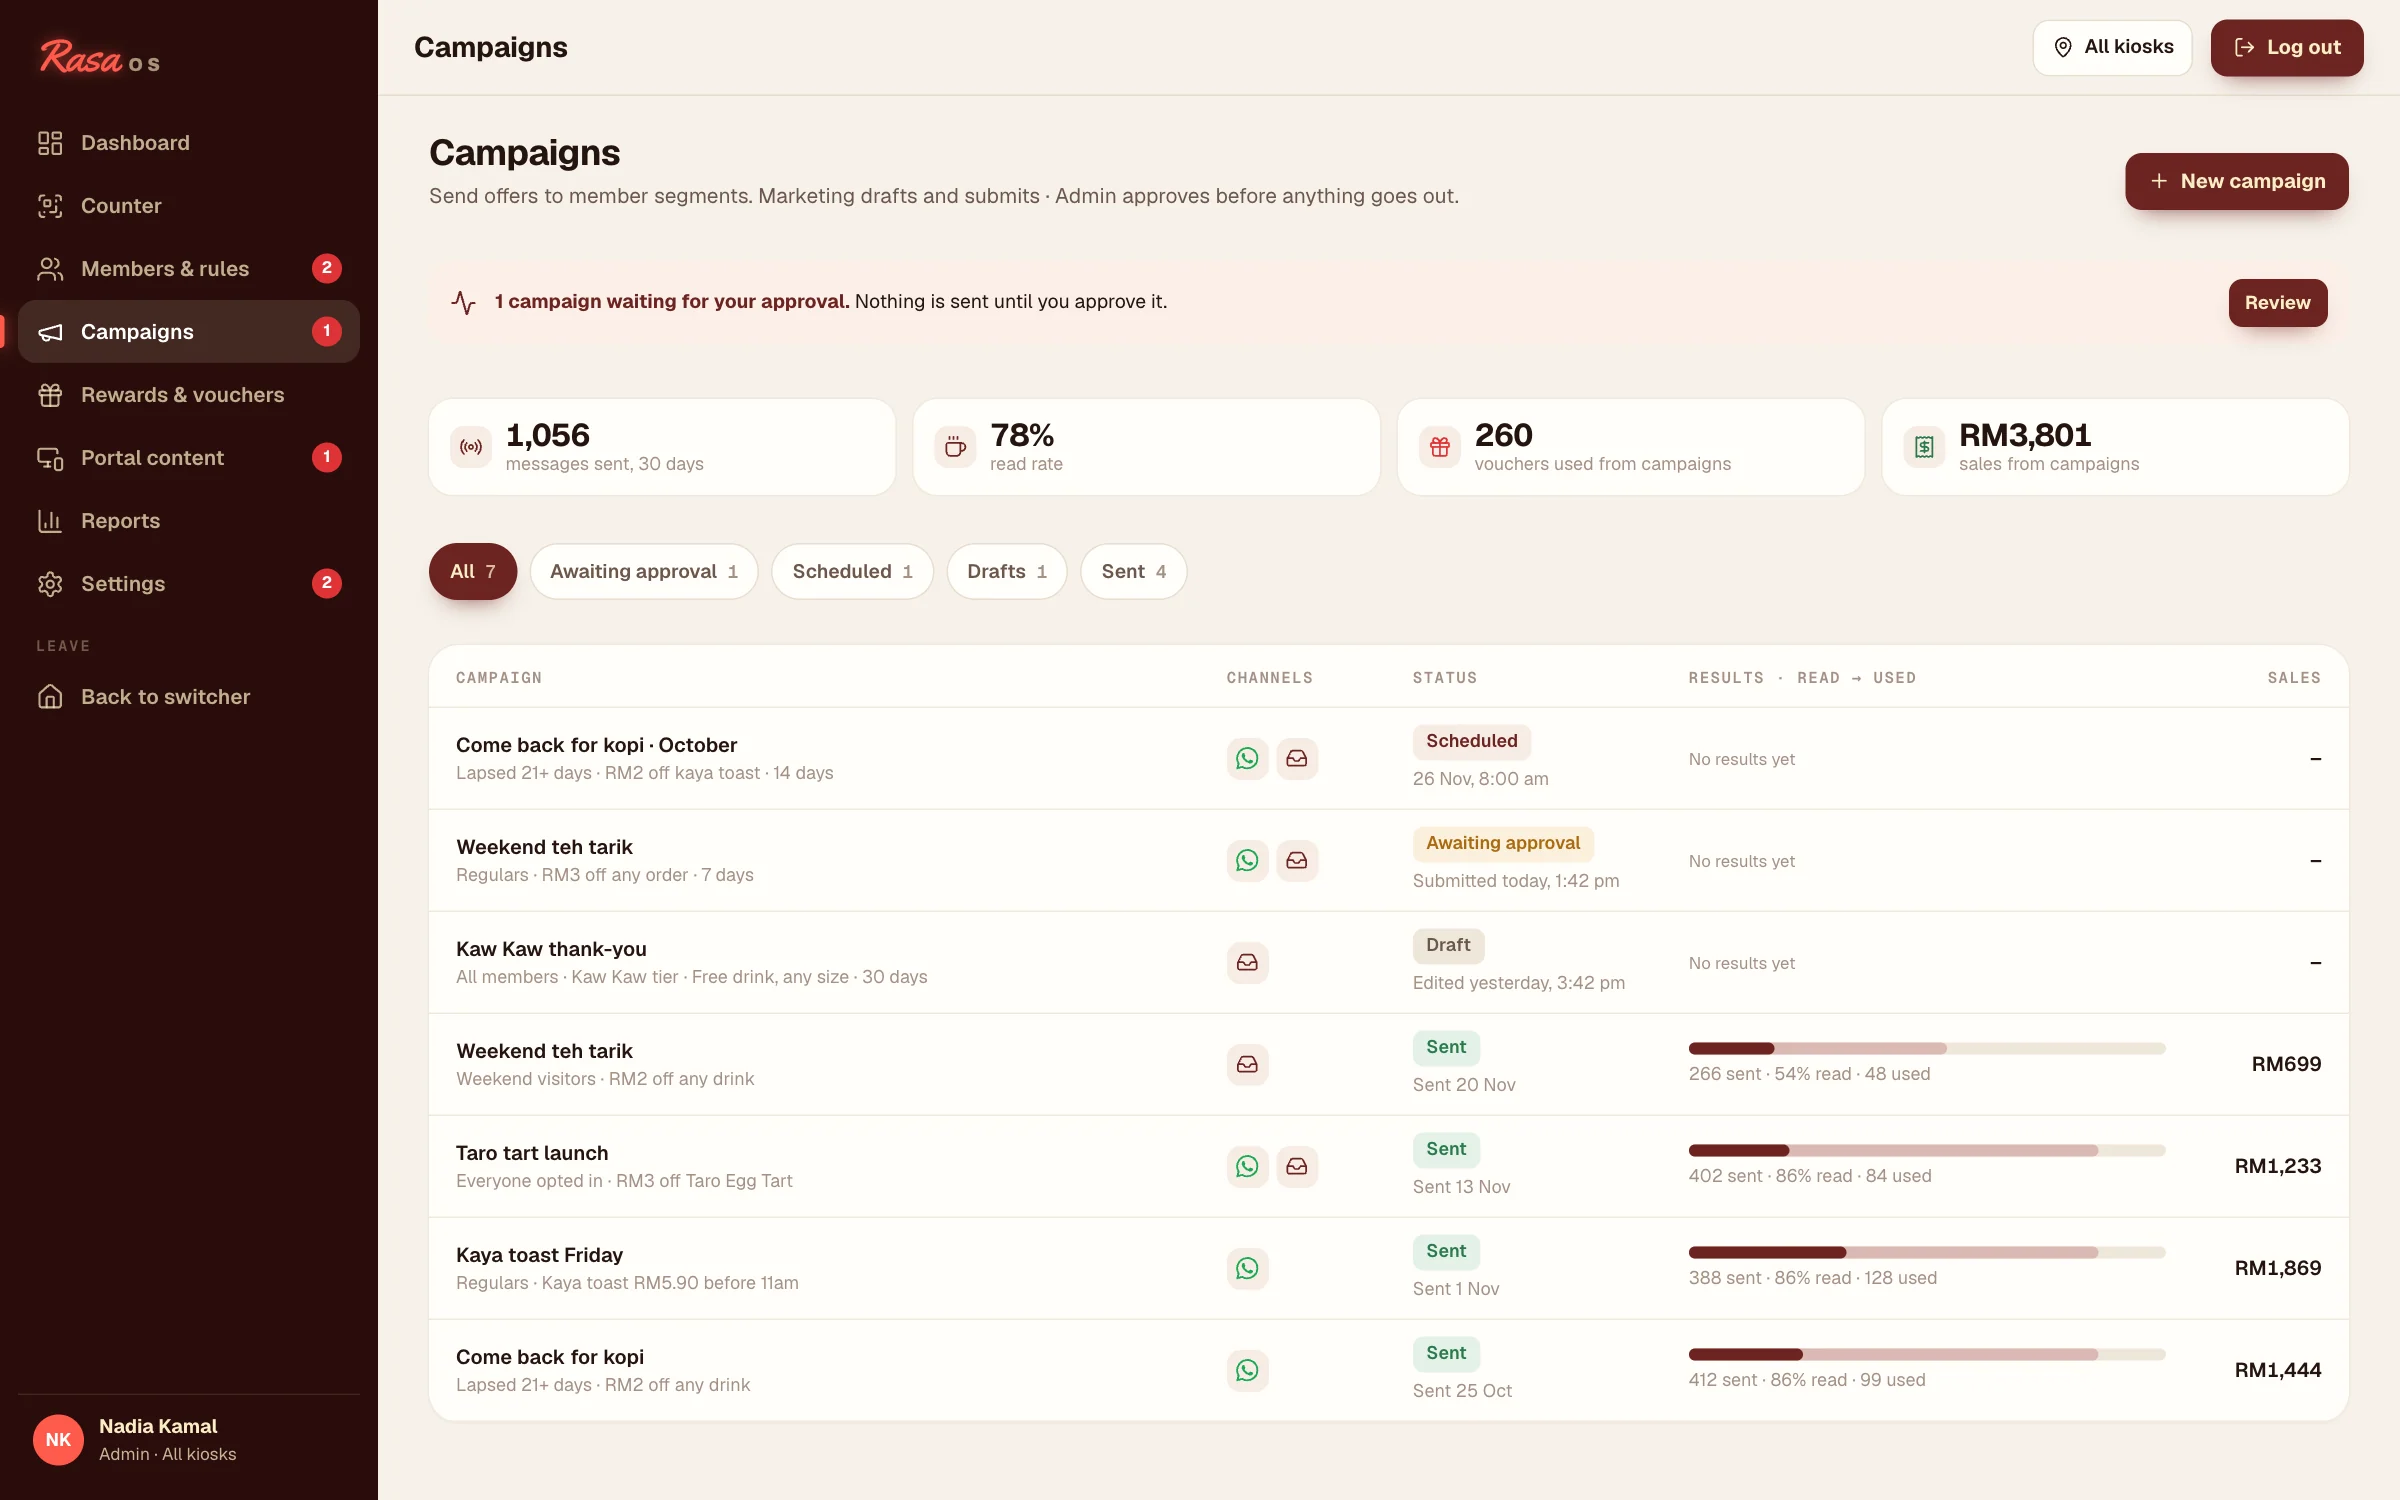 Rasa os
Dashboard
Counter
Members & rules 2
Campaigns 1
Rewards & vouchers
Portal content 1
Reports
Settings 2
LEAVE
Back to switcher
NK
Nadia Kamal
Admin · All kiosks
Campaigns
All kiosks
Log out
Campaigns
Send offers to member segments. Marketing drafts and submits · Admin approves before anything goes out.
New campaign
1 campaign waiting for your approval. Nothing is sent until you approve it.
Review
1,056
messages sent, 30 days
78%
read rate
260
vouchers used from campaigns
RM3,801
sales from campaigns
All 7
Awaiting approval 1
Scheduled 1
Drafts 1
Sent 4
CAMPAIGN CHANNELS STATUS RESULTS · READ → USED SALES
Come back for kopi · October
Lapsed 21+ days · RM2 off kaya toast · 14 days
Scheduled
26 Nov, 8:00 am
No results yet
–
Weekend teh tarik
Regulars · RM3 off any order · 7 days
Awaiting approval
Submitted today, 1:42 pm
No results yet
–
Kaw Kaw thank-you
All members · Kaw Kaw tier · Free drink, any size · 30 days
Draft
Edited yesterday, 3:42 pm
No results yet
–
Weekend teh tarik
Weekend visitors · RM2 off any drink
Sent
Sent 20 Nov
266 sent · 54% read · 48 used
RM699
Taro tart launch
Everyone opted in · RM3 off Taro Egg Tart
Sent
Sent 13 Nov
402 sent · 86% read · 84 used
RM1,233
Kaya toast Friday
Regulars · Kaya toast RM5.90 before 11am
Sent
Sent 1 Nov
388 sent · 86% read · 128 used
RM1,869
Come back for kopi
Lapsed 21+ days · RM2 off any drink
Sent
Sent 25 Oct
412 sent · 86% read · 99 used
RM1,444